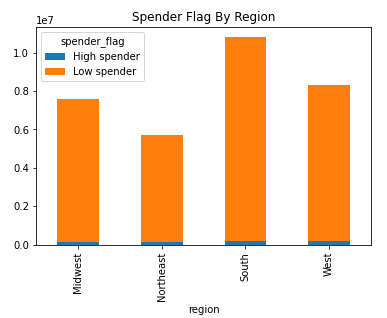 Spender Flag By Region
1e7
spender_flag
High spender
Low spender
1.0
0.8
0.6
0.4
0.2
0.0
Midwest
Northeast
South
West
region